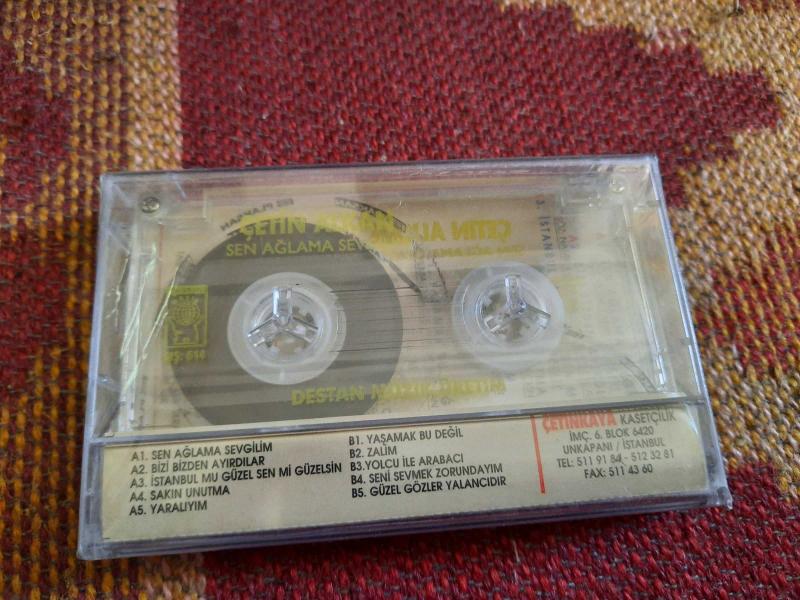 ÇETİN
SEN AĞLAMA SEV
DESTAN MÜZİK ÜRETİM
A1. SEN AĞLAMA SEVGİLİM
A2. BİZİ BİZDEN AYIRDILAR
A3. İSTANBUL MU GÜZEL SEN Mİ GÜZELSİN
A4. SAKIN UNUTMA
A5. YARALIYIM
B1. YAŞAMAK BU DEĞİL
B2. ZALİM
B3.YOLCU İLE ARABACI
B4. SENİ SEVMEK ZORUNDAYIM
B5. GÜZEL GÖZLER YALANCIDIR
ÇETİNKAYA KASETÇİLİK
İMÇ. 6. BLOK 6420
UNKAPANI / İSTANBUL
TEL: 511 91 84 - 512 32 81
FAX: 511 43 60